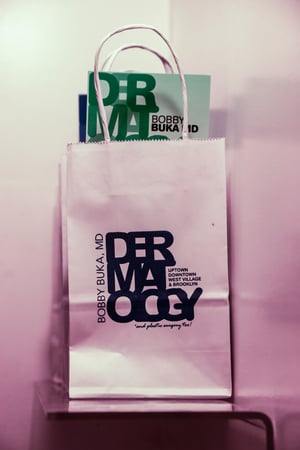 DER
MA
BOBBY
BUKA MD
BOBBY BUKA, MD
DER
MAT
OLOGY
UPTOWN
DOWNTOWN
WEST VILLAGE
& BROOKLYN
*and plastic surgery too!